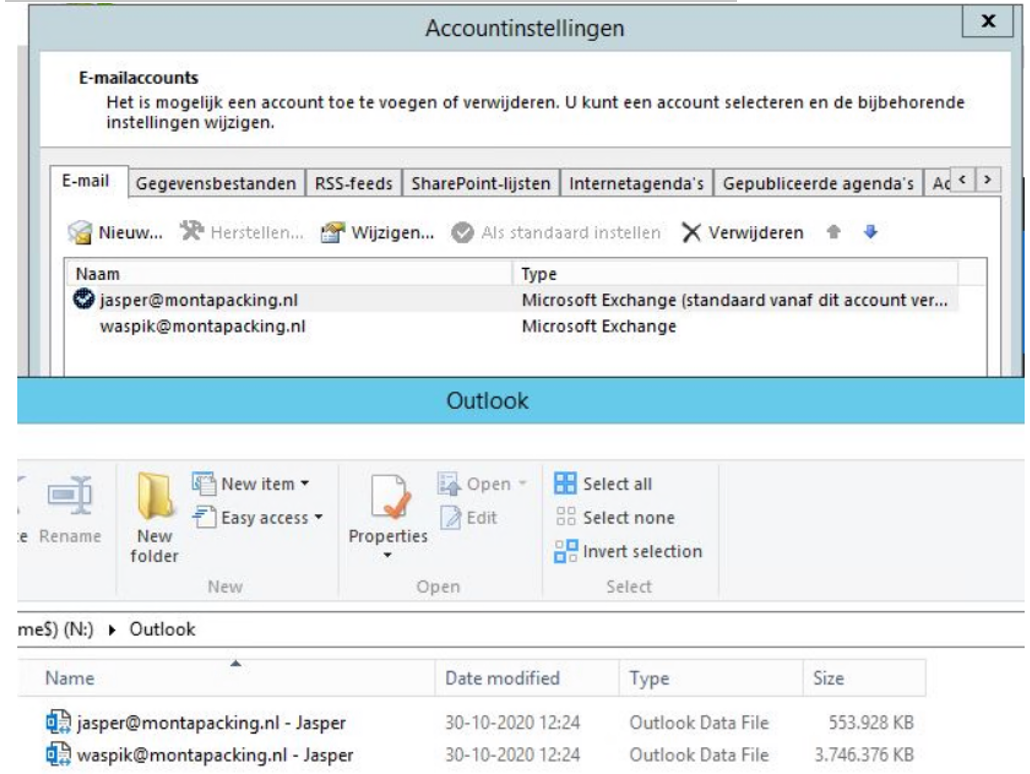 Accountinstellingen
x
E-mailaccounts
Het is mogelijk een account toe te voegen of verwijderen. U kunt een account selecteren en de bijbehorende
instellingen wijzigen.
E-mail Gegevensbestanden RSS-feeds SharePoint-lijsten Internetagenda's Gepubliceerde agenda's
Nieuw... Herstellen... Wijzigen... Als standaard instellen Verwijderen
Naam Type
jasper@montapacking.nl Microsoft Exchange (standaard vanaf dit account ver...
waspik@montapacking.nl Microsoft Exchange
Outlook
New item Open Select all
Easy access Edit Select none
Rename New folder Properties Invert selection
New Open Select
me$) (N:) Outlook
Name Date modified Type Size
jasper@montapacking.nl - Jasper 30-10-2020 12:24 Outlook Data File 553.928 KB
waspik@montapacking.nl - Jasper 30-10-2020 12:24 Outlook Data File 3.746.376 KB